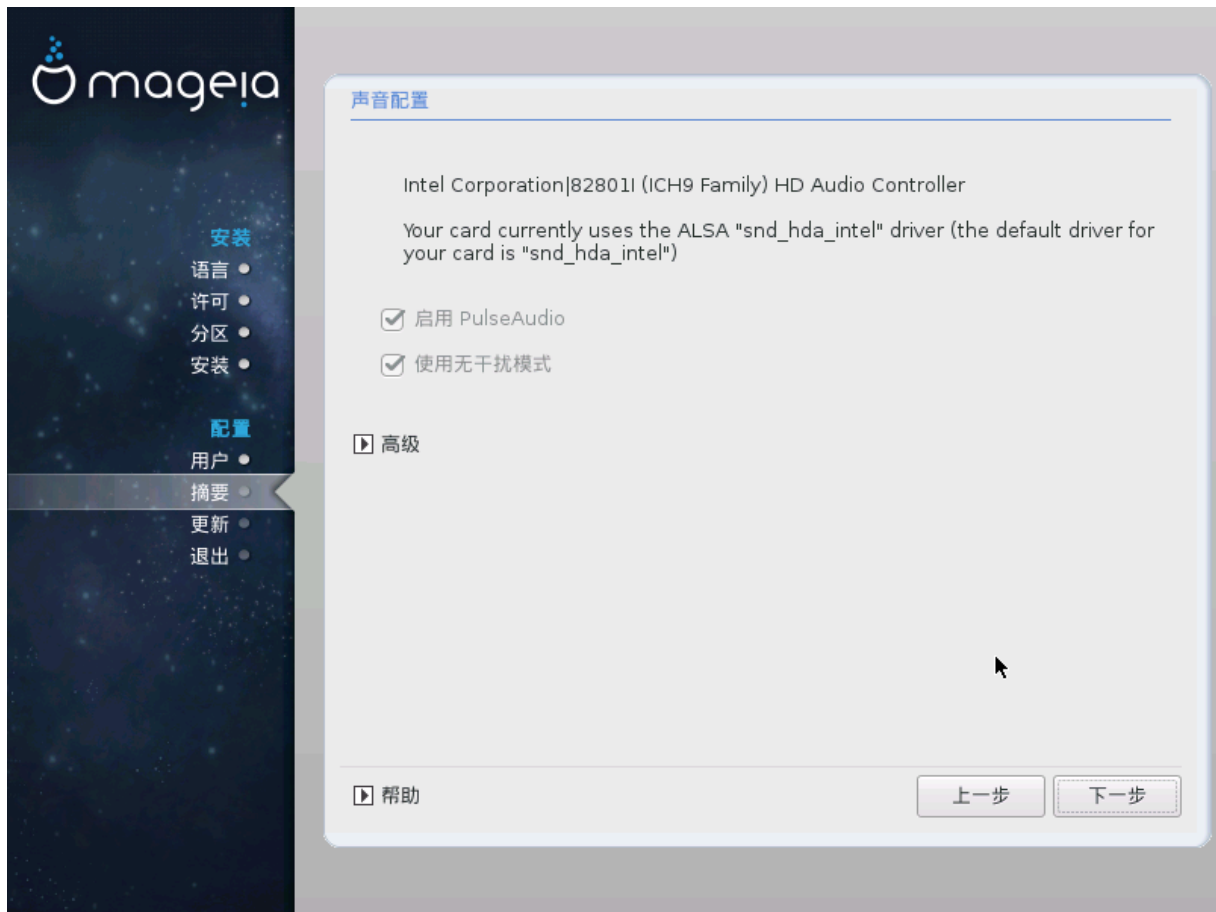 mageia
安装
语言
许可
分区
安装
配置
用户
摘要
更新
退出
声音配置
Intel Corporation|82801I (ICH9 Family) HD Audio Controller
Your card currently uses the ALSA "snd_hda_intel" driver (the default driver for
your card is "snd_hda_intel")
启用 PulseAudio
使用无干扰模式
高级
帮助
上一步
下一步